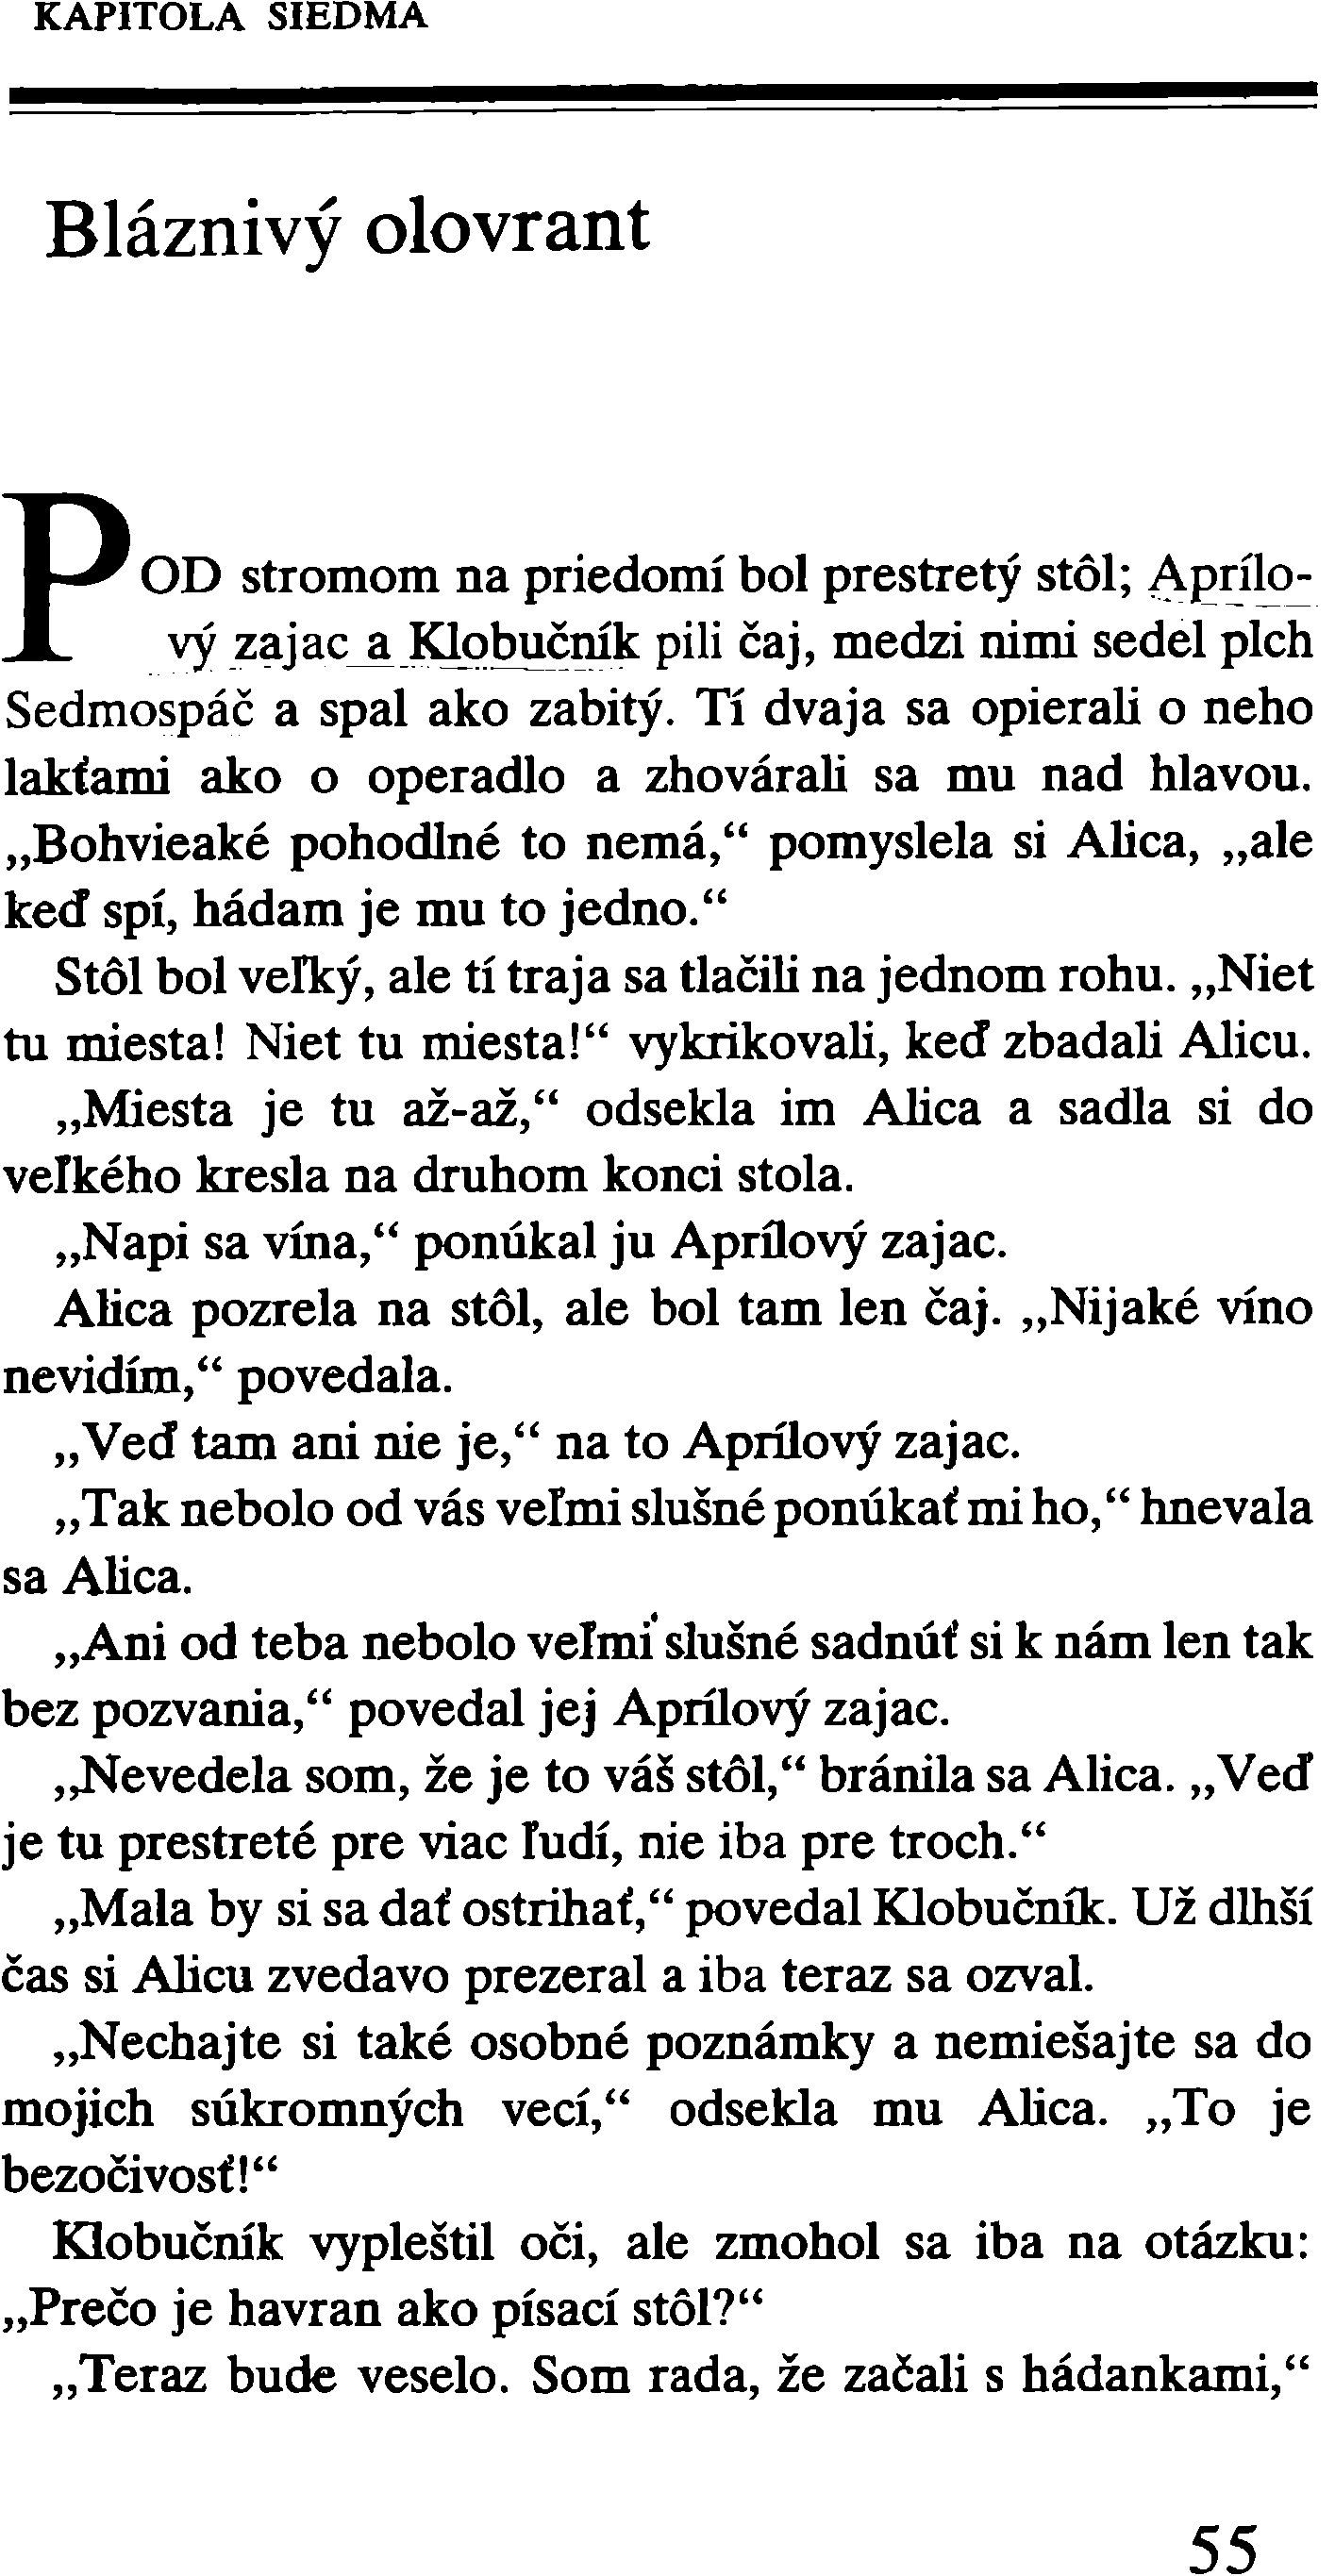 KAPITOLA SIEDMA
Bláznivý olovrant
POD stromom na priedomí bol prestretý stôl; Aprílo-
vý zajac a Klobučník pili čaj, medzi nimi sedel plch
Sedmospáč a spal ako zabitý. Tí dvaja sa opierali o neho
lakťami ako o operadlo a zhovárali sa mu nad hlavou.
„Bohvieaké pohodlné to nemá,“ pomyslela si Alica, „ale
keď spí, hádam je mu to jedno.“
Stôl bol veľký, ale tí traja sa tlačili na jednom rohu. „Niet
tu miesta! Niet tu miesta!“ vykrikovali, keď zbadali Alicu.
„Miesta je tu až-až,“ odsekla im Alica a sadla si do
veľkého kresla na druhom konci stola.
„Napi sa vína,“ ponúkal ju Aprílový zajac.
Alica pozrela na stôl, ale bol tam len čaj. „Nijaké víno
nevidím,“ povedala.
„Veď tam ani nie je,“ na to Aprílový zajac.
„Tak nebolo od vás veľmi slušné ponúkať mi ho,“ hnevala
sa Alica.
„Ani od teba nebolo veľmi slušné sadnúť si k nám len tak
bez pozvania,“ povedal jej Aprílový zajac.
„Nevedela som, že je to váš stôl,“ bránila sa Alica. „Veď
je tu prestreté pre viac ľudí, nie iba pre troch.“
„Mala by si sa dať ostrihať,“ povedal Klobučník. Už dlhší
čas si Alicu zvedavo prezeral a iba teraz sa ozval.
„Nechajte si také osobné poznámky a nemiešajte sa do
mojich súkromných vecí,“ odsekla mu Alica. „To je
bezočivosť!“
Klobučník vypleštil oči, ale zmohol sa iba na otázku:
„Prečo je havran ako písací stôl?“
„Teraz bude veselo. Som rada, že začali s hádankami,“
55